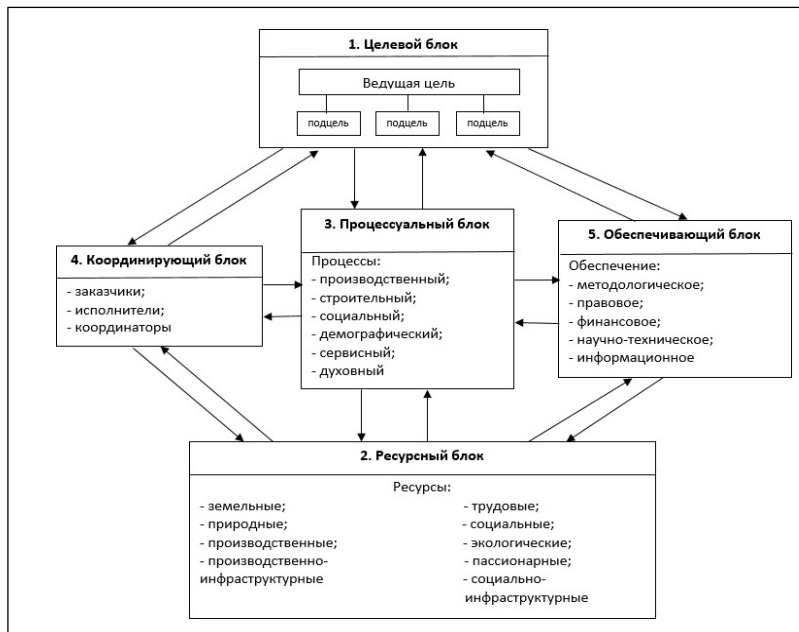 1. Целевой блок
Ведущая цель
подцель
подцель
подцель
3. Процессуальный блок
Процессы:
- производственный;
- строительный;
- социальный;
- демографический;
- сервисный;
- духовный
4. Координирующий блок
- заказчики;
- исполнители;
- координаторы
5. Обеспечивающий блок
Обеспечение:
- методологическое;
- правовое;
- финансовое;
- научно-техническое;
- информационное
2. Ресурсный блок
Ресурсы:
- земельные;
- природные;
- производственные;
- производственно-
инфраструктурные
- трудовые;
- социальные;
- экологические;
- пассионарные;
- социально-
инфраструктурные